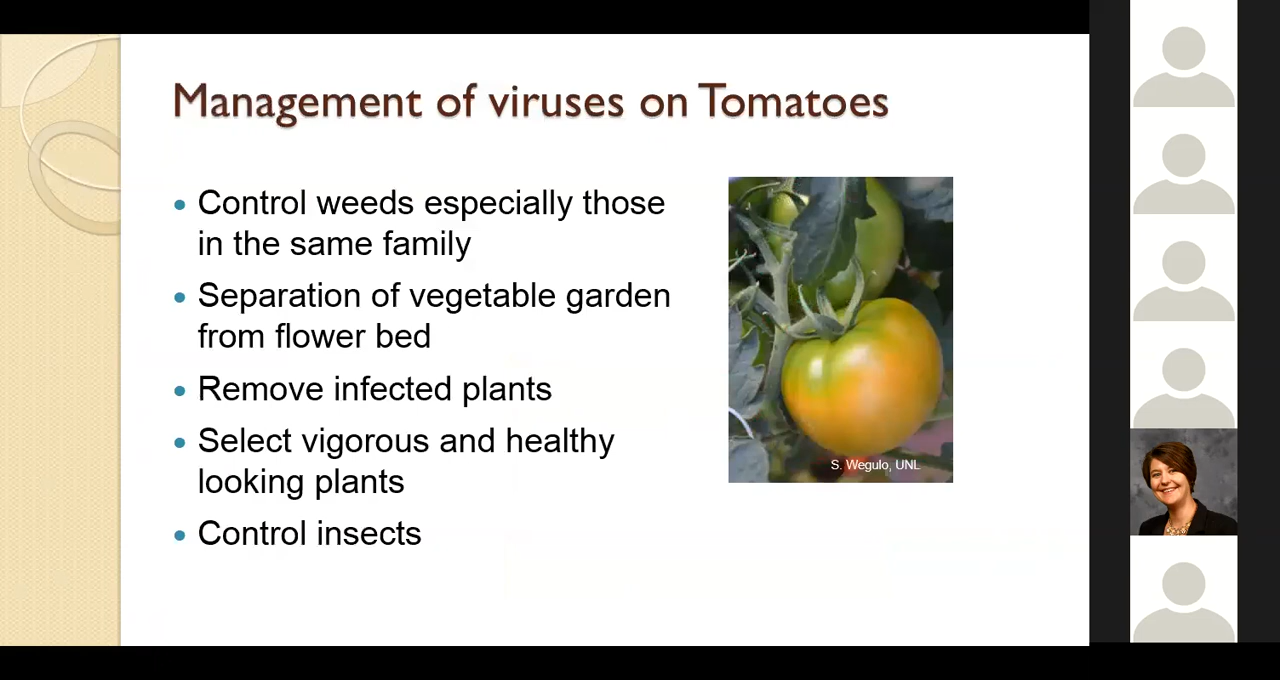 Management of viruses on Tomatoes
Control weeds especially those
in the same family
Separation of vegetable garden
from flower bed
Remove infected plants
Select vigorous and healthy
looking plants
Control insects
S. Wegulo, UNL